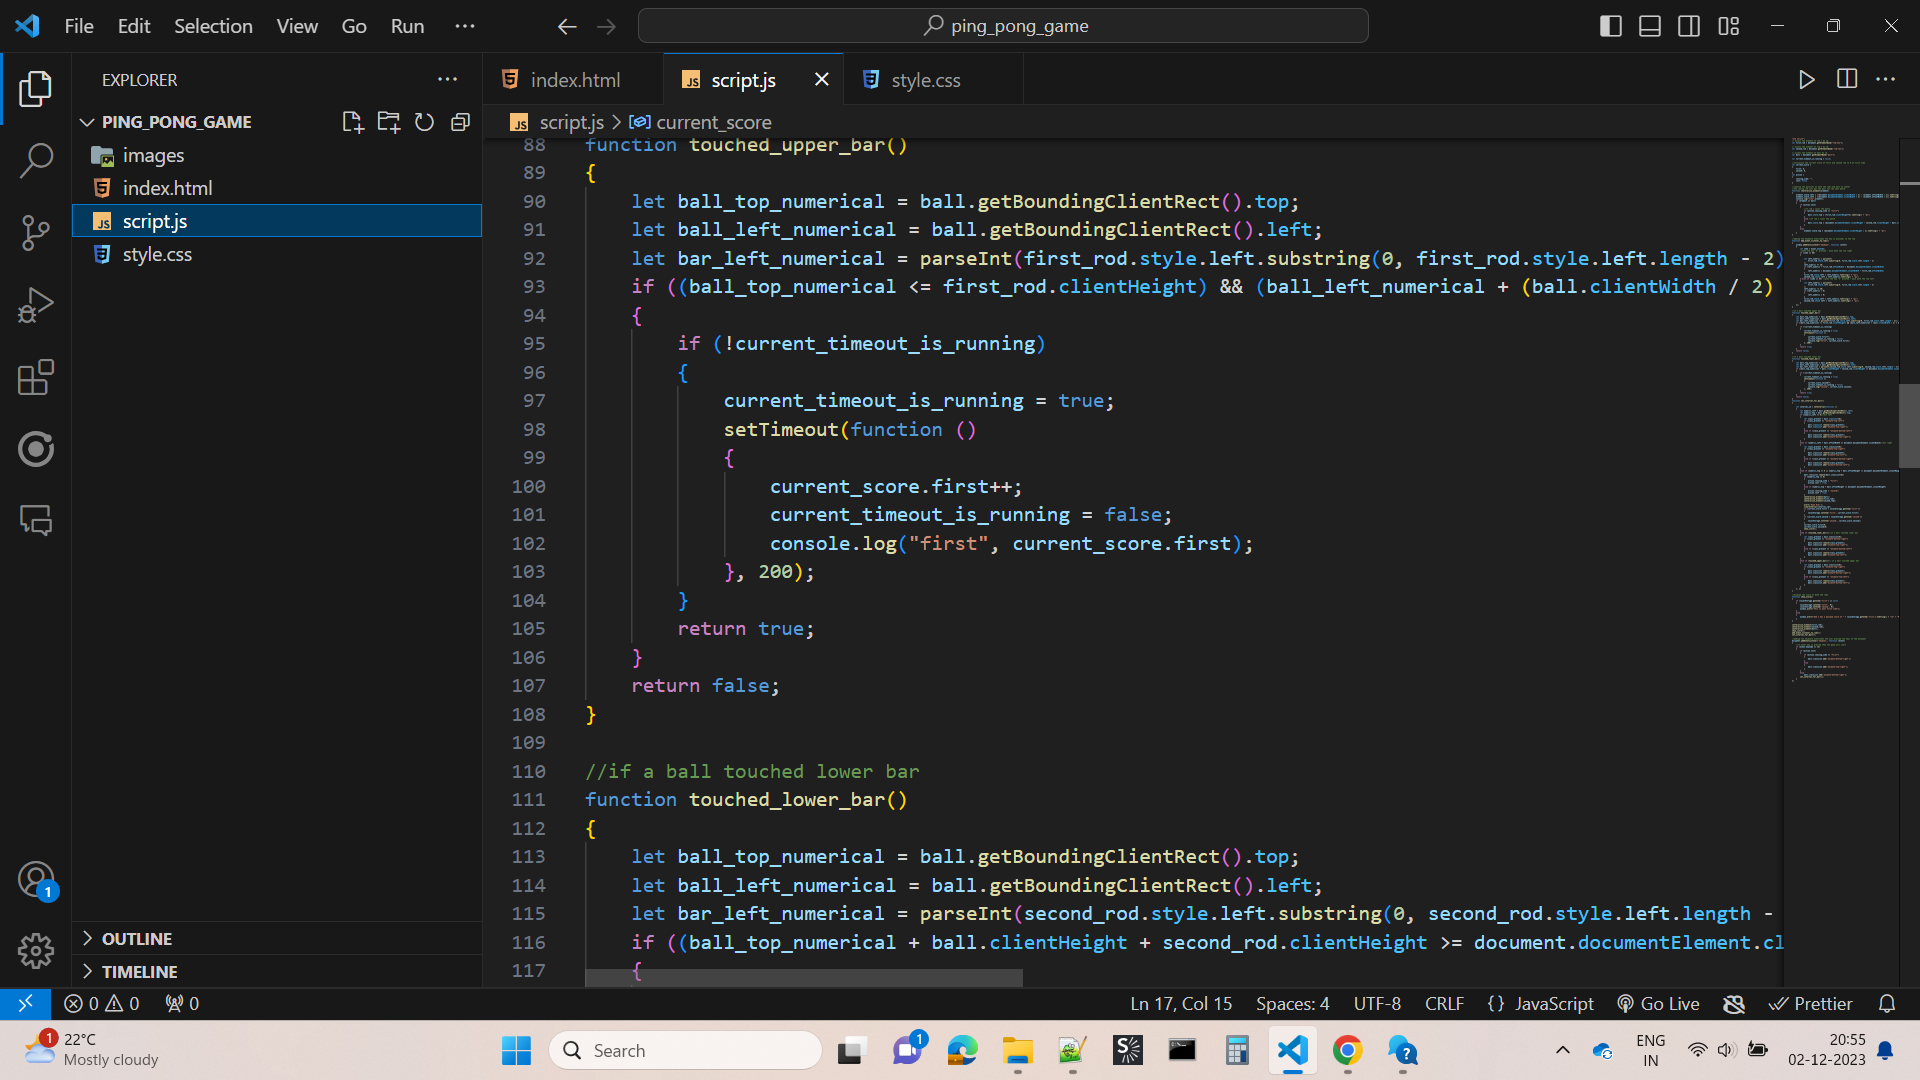 File Edit Selection View Go Run ···
ping_pong_game
EXPLORER
PING_PONG_GAME
images
index.html
script.js
style.css
OUTLINE
TIMELINE
index.html script.js style.css
script.js > current_score
88 function touched_upper_bar()
89 {
90 let ball_top_numerical = ball.getBoundingClientRect().top;
91 let ball_left_numerical = ball.getBoundingClientRect().left;
92 let bar_left_numerical = parseInt(first_rod.style.left.substring(0, first_rod.style.left.length - 2)
93 if ((ball_top_numerical <= first_rod.clientHeight) && (ball_left_numerical + (ball.clientWidth / 2)
94 {
95 if (!current_timeout_is_running)
96 {
97 current_timeout_is_running = true;
98 setTimeout(function ()
99 {
100 current_score.first++;
101 current_timeout_is_running = false;
102 console.log("first", current_score.first);
103 }, 200);
104 }
105 return true;
106 }
107 return false;
108 }
109
110 //if a ball touched lower bar
111 function touched_lower_bar()
112 {
113 let ball_top_numerical = ball.getBoundingClientRect().top;
114 let ball_left_numerical = ball.getBoundingClientRect().left;
115 let bar_left_numerical = parseInt(second_rod.style.left.substring(0, second_rod.style.left.length -
116 if ((ball_top_numerical + ball.clientHeight + second_rod.clientHeight >= document.documentElement.cl
117 {
1
0 0 0 Ln 17, Col 15 Spaces: 4 UTF-8 CRLF {} JavaScript Go Live Prettier
1
22°C
Mostly cloudy
Search
1
ENG
IN
20:55
02-12-2023